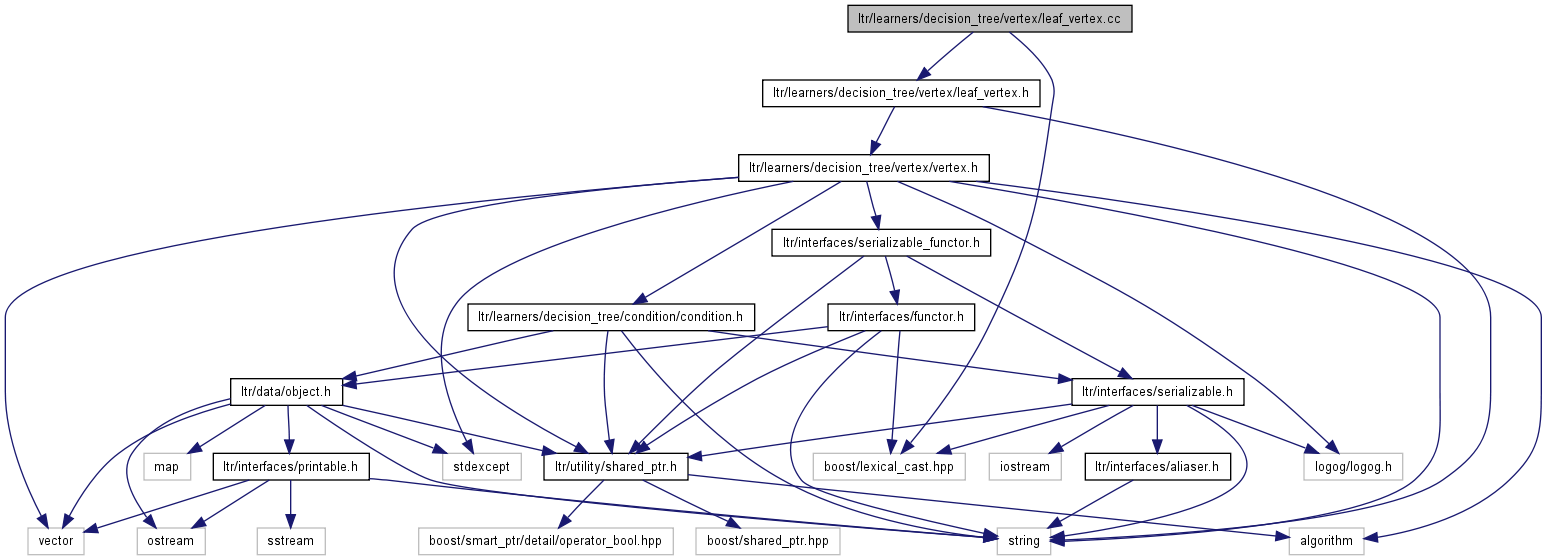 ltr/learners/decision_tree/vertex/leaf_vertex.cc
ltr/learners/decision_tree/vertex/leaf_vertex.h
ltr/learners/decision_tree/vertex/vertex.h
ltr/interfaces/serializable_functor.h
ltr/learners/decision_tree/condition/condition.h
ltr/interfaces/functor.h
ltr/data/object.h
ltr/interfaces/serializable.h
map
ltr/interfaces/printable.h
stdexcept
ltr/utility/shared_ptr.h
boost/lexical_cast.hpp
iostream
ltr/interfaces/aliaser.h
logog/logog.h
vector
ostream
sstream
boost/smart_ptr/detail/operator_bool.hpp
boost/shared_ptr.hpp
string
algorithm